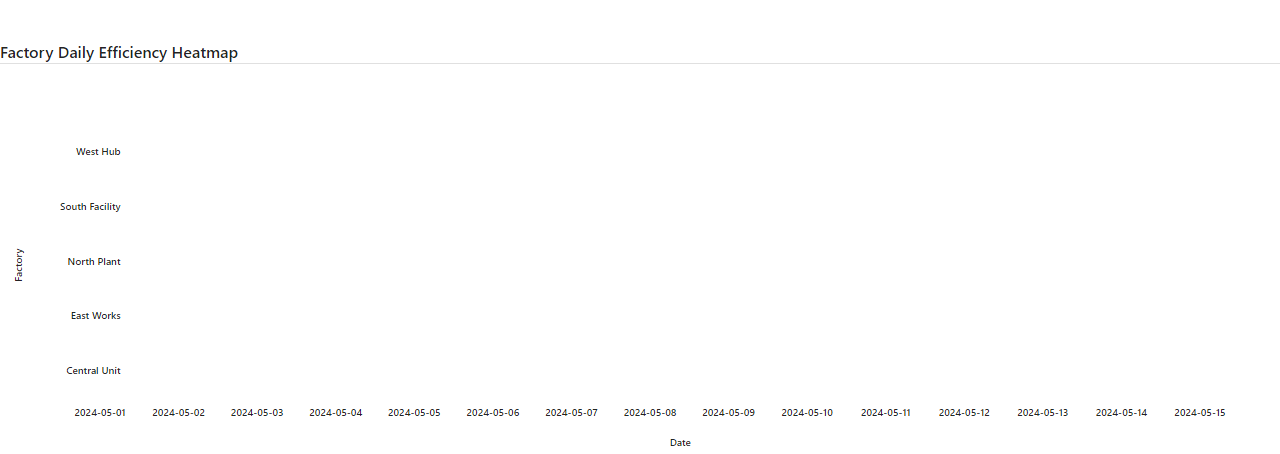 Factory Daily Efficiency Heatmap
West Hub
South Facility
North Plant
East Works
Central Unit
Factory
2024-05-01 2024-05-02 2024-05-03 2024-05-04 2024-05-05 2024-05-06 2024-05-07 2024-05-08 2024-05-09 2024-05-10 2024-05-11 2024-05-12 2024-05-13 2024-05-14 2024-05-15
Date